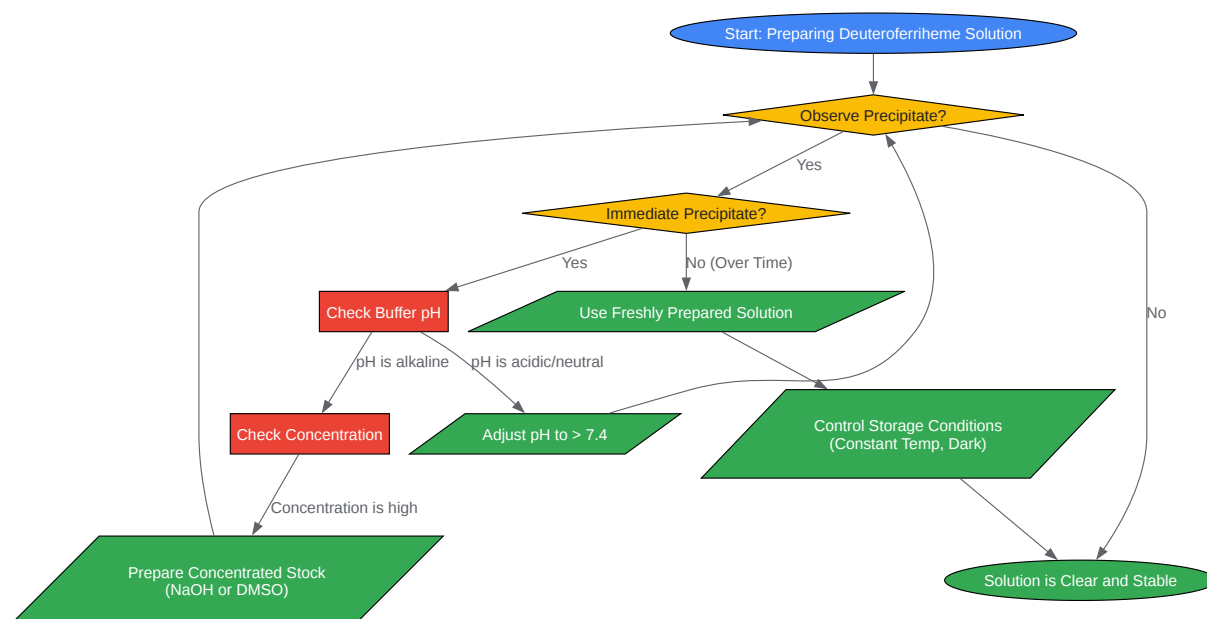 Start: Preparing Deuteroferriheme Solution
Observe Precipitate?
Yes
Immediate Precipitate?
Yes
No (Over Time)
No
Check Buffer pH
Use Freshly Prepared Solution
pH is alkaline
pH is acidic/neutral
Check Concentration
Adjust pH to > 7.4
Control Storage Conditions
(Constant Temp, Dark)
Concentration is high
Prepare Concentrated Stock
(NaOH or DMSO)
Solution is Clear and Stable